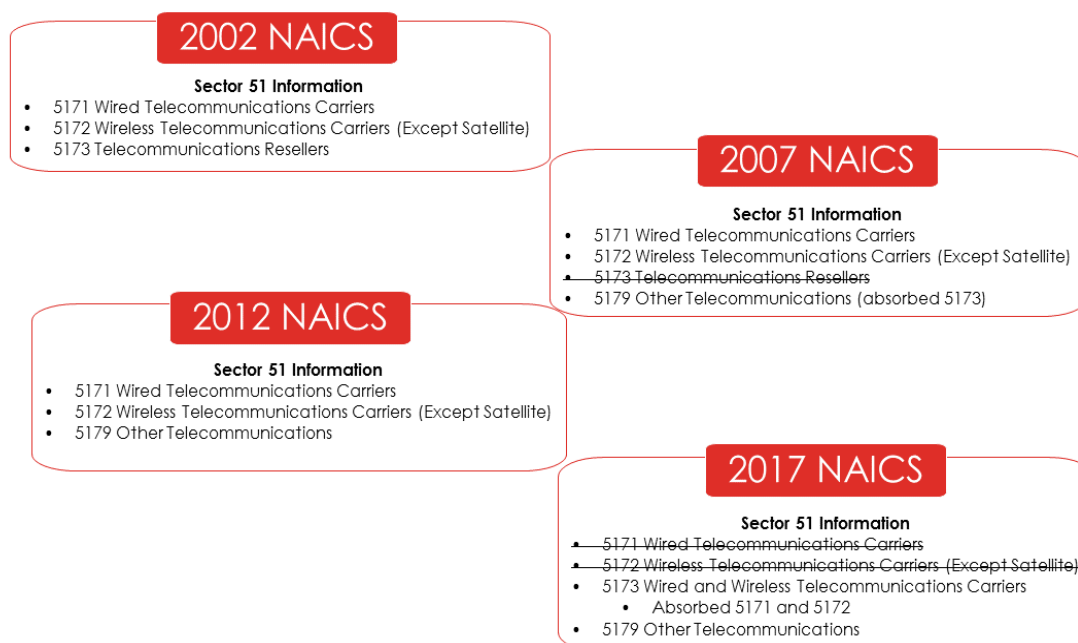 2002 NAICS
Sector 51 Information
• 5171 Wired Telecommunications Carriers
• 5172 Wireless Telecommunications Carriers (Except Satellite)
• 5173 Telecommunications Resellers
2007 NAICS
Sector 51 Information
• 5171 Wired Telecommunications Carriers
• 5172 Wireless Telecommunications Carriers (Except Satellite)
• 5173 Telecommunications Resellers
• 5179 Other Telecommunications (absorbed 5173)
2012 NAICS
Sector 51 Information
• 5171 Wired Telecommunications Carriers
• 5172 Wireless Telecommunications Carriers (Except Satellite)
• 5179 Other Telecommunications
2017 NAICS
Sector 51 Information
• 5171 Wired Telecommunications Carriers
• 5172 Wireless Telecommunications Carriers (Except Satellite)
• 5173 Wired and Wireless Telecommunications Carriers
• Absorbed 5171 and 5172
• 5179 Other Telecommunications